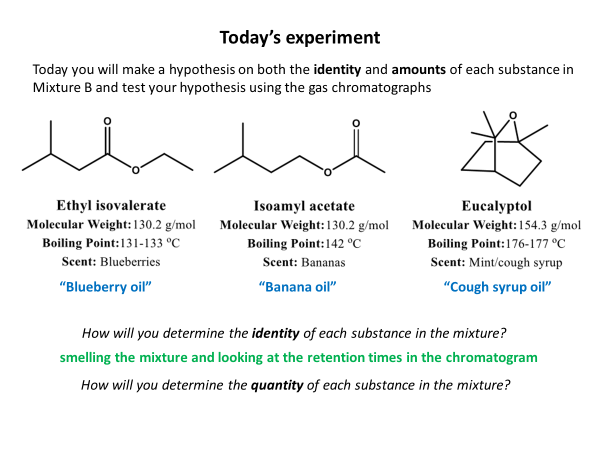 Today's experiment
Today you will make a hypothesis on both the identity and amounts of each substance in
Mixture B and test your hypothesis using the gas chromatographs
O
O
O
O
O
Ethyl isovalerate
Molecular Weight:130.2 g/mol
Boiling Point:131-133 °C
Scent: Blueberries
"Blueberry oil"
Isoamyl acetate
Molecular Weight:130.2 g/mol
Boiling Point:142 °C
Scent: Bananas
"Banana oil"
Eucalyptol
Molecular Weight:154.3 g/mol
Boiling Point:176-177 °C
Scent: Mint/cough syrup
"Cough syrup oil"
How will you determine the identity of each substance in the mixture?
smelling the mixture and looking at the retention times in the chromatogram
How will you determine the quantity of each substance in the mixture?